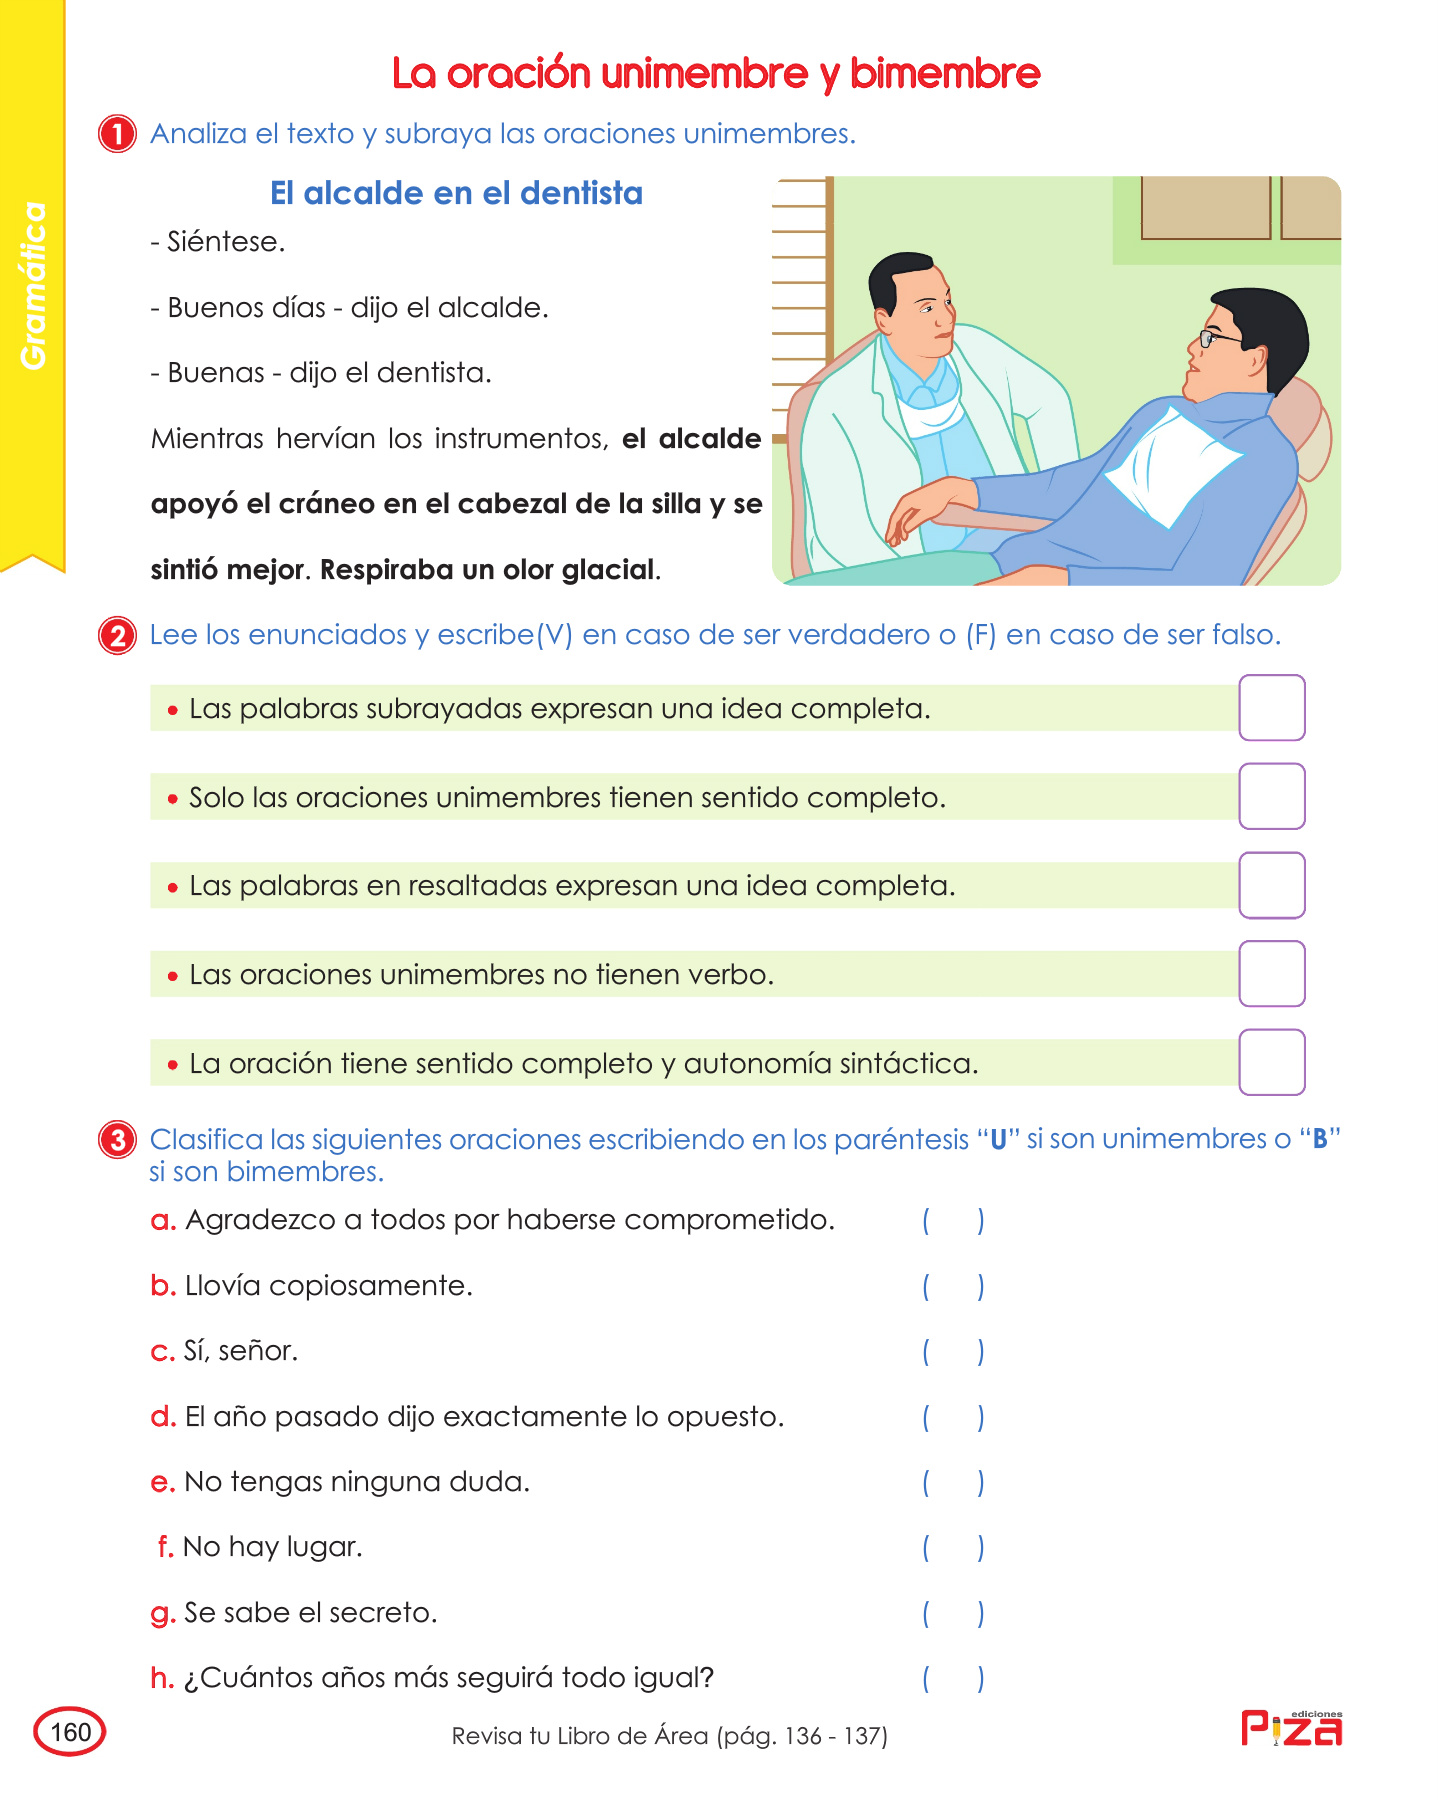 La oración unimembre y bimembre
Gramática
1 Analiza el texto y subraya las oraciones unimembres.
El alcalde en el dentista
- Siéntese.
- Buenos días - dijo el alcalde.
- Buenas - dijo el dentista.
Mientras hervían los instrumentos, el alcalde
apoyó el cráneo en el cabezal de la silla y se
sintió mejor. Respiraba un olor glacial.
2 Lee los enunciados y escribe(V) en caso de ser verdadero o (F) en caso de ser falso.
• Las palabras subrayadas expresan una idea completa.
• Solo las oraciones unimembres tienen sentido completo.
• Las palabras en resaltadas expresan una idea completa.
• Las oraciones unimembres no tienen verbo.
• La oración tiene sentido completo y autonomía sintáctica.
3 Clasifica las siguientes oraciones escribiendo en los paréntesis “U” si son unimembres o “B”
si son bimembres.
a. Agradezco a todos por haberse comprometido. ( )
b. Llovía copiosamente. ( )
c. Sí, señor. ( )
d. El año pasado dijo exactamente lo opuesto. ( )
e. No tengas ninguna duda. ( )
f. No hay lugar. ( )
g. Se sabe el secreto. ( )
h. ¿Cuántos años más seguirá todo igual? ( )
160
Revisa tu Libro de Área (pág. 136 - 137)
ediciones
Piza